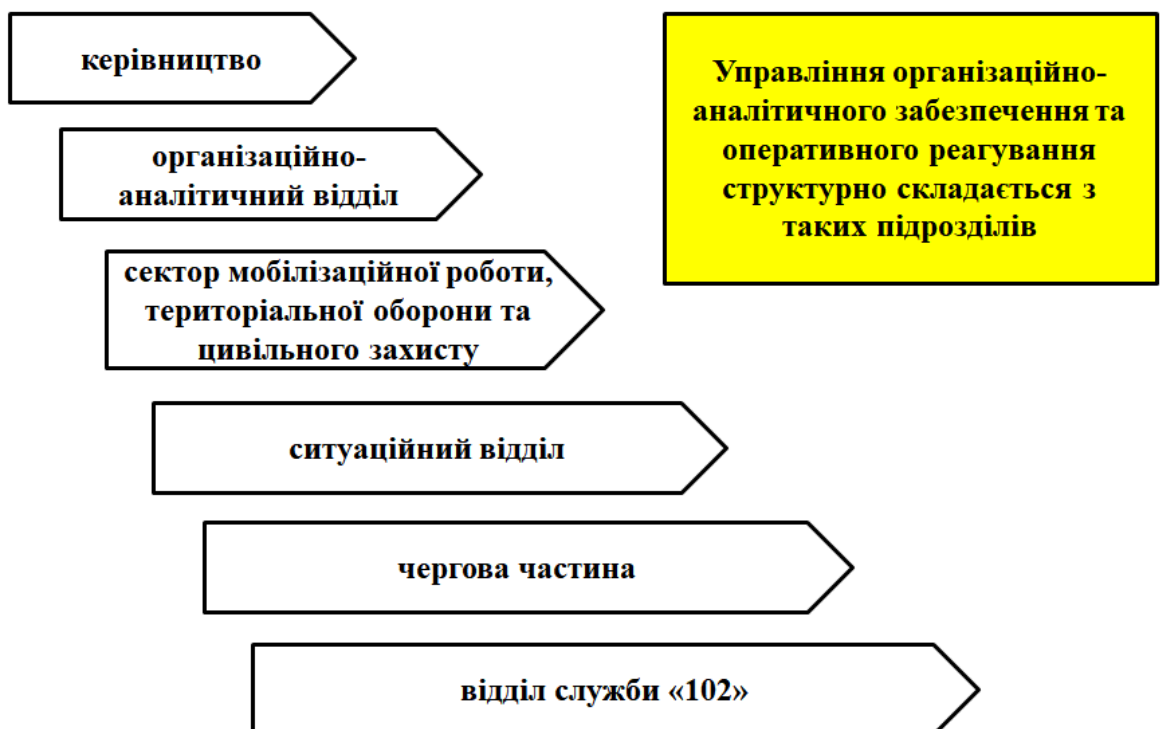 керівництво
Управління організаційно-
аналітичного забезпечення та
оперативного реагування
структурно складається з
таких підрозділів
організаційно-
аналітичний відділ
сектор мобілізаційної роботи,
територіальної оборони та
цивільного захисту
ситуаційний відділ
чергова частина
відділ служби «102»